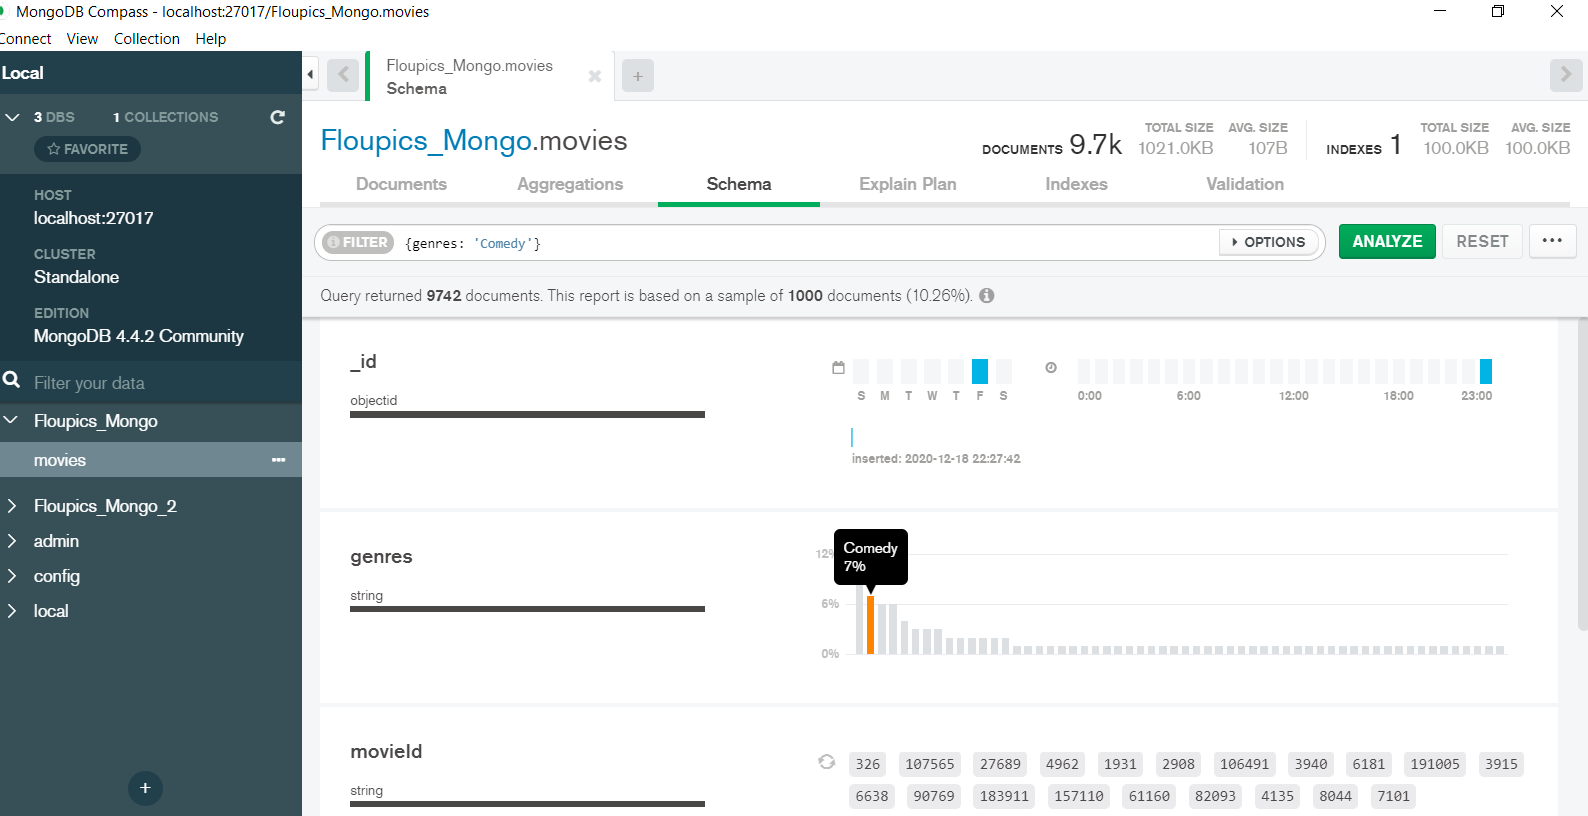 MongoDB Compass - localhost:27017/Floupics_Mongo.movies
Connect View Collection Help
Local
3 DBS 1 COLLECTIONS
FAVORITE
HOST
localhost:27017
CLUSTER
Standalone
EDITION
MongoDB 4.4.2 Community
Filter your data
Floupics_Mongo
movies
Floupics_Mongo_2
admin
config
local
Floupics_Mongo.movies
Schema
Floupics_Mongo.movies
DOCUMENTS 9.7k
TOTAL SIZE AVG. SIZE
1021.0KB 107B
INDEXES 1
TOTAL SIZE AVG. SIZE
100.0KB 100.0KB
Documents Aggregations Schema Explain Plan Indexes Validation
FILTER {genres: 'Comedy'} OPTIONS ANALYZE RESET
Query returned 9742 documents. This report is based on a sample of 1000 documents (10.26%).
_id
objectid
S M T W T F S
0:00 6:00 12:00 18:00 23:00
inserted: 2020-12-18 22:27:42
genres
string
12%
Comedy
7%
6%
0%
movieId
string
326 107565 27689 4962 1931 2908 106491 3940 6181 191005 3915
6638 90769 183911 157110 61160 82093 4135 8044 7101